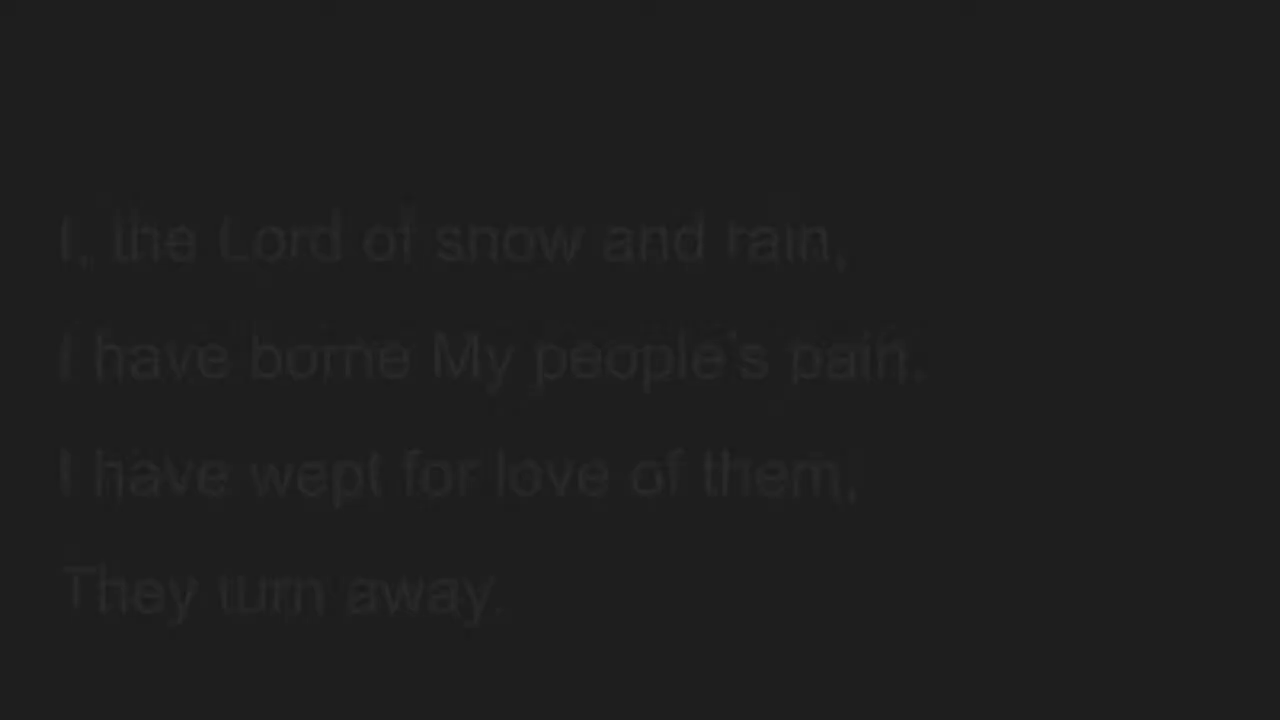 I, the Lord of snow and rain,
I have borne My people's pain.
I have wept for love of them,
They turn away.